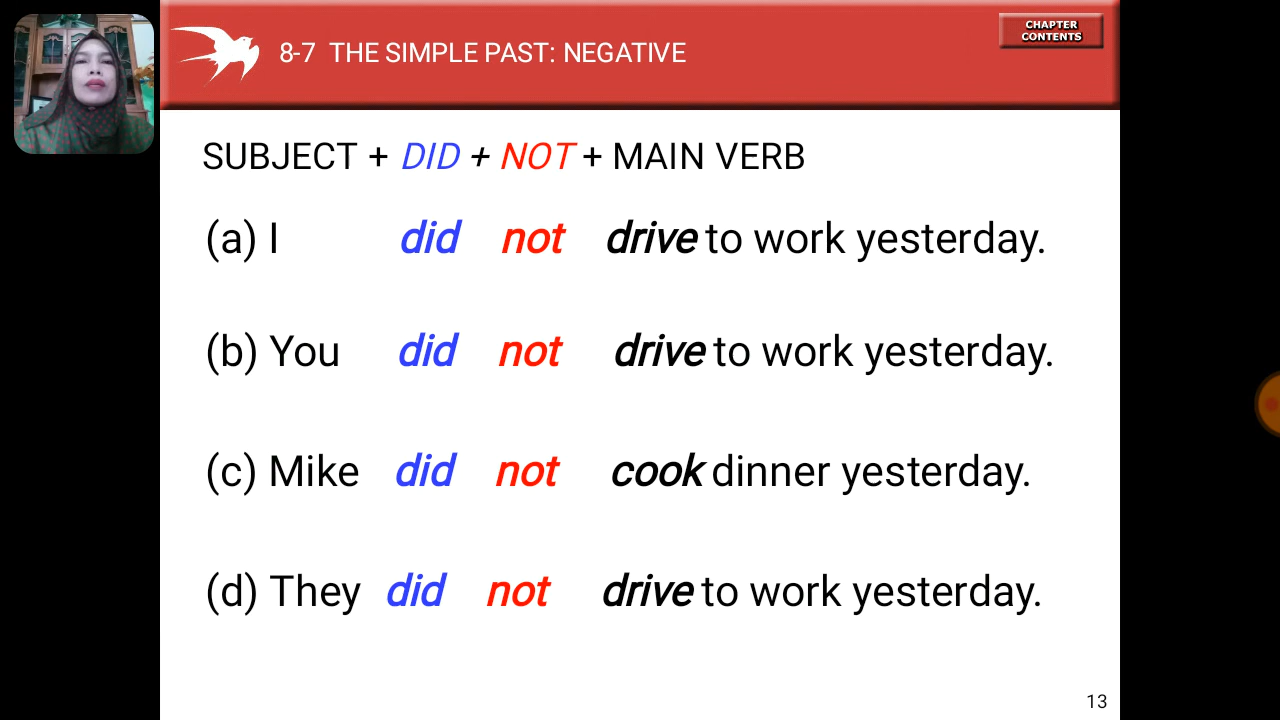 8-7 THE SIMPLE PAST: NEGATIVE
CHAPTER
CONTENTS
SUBJECT + DID + NOT + MAIN VERB
(a) I did not drive to work yesterday.
(b) You did not drive to work yesterday.
(c) Mike did not cook dinner yesterday.
(d) They did not drive to work yesterday.
13